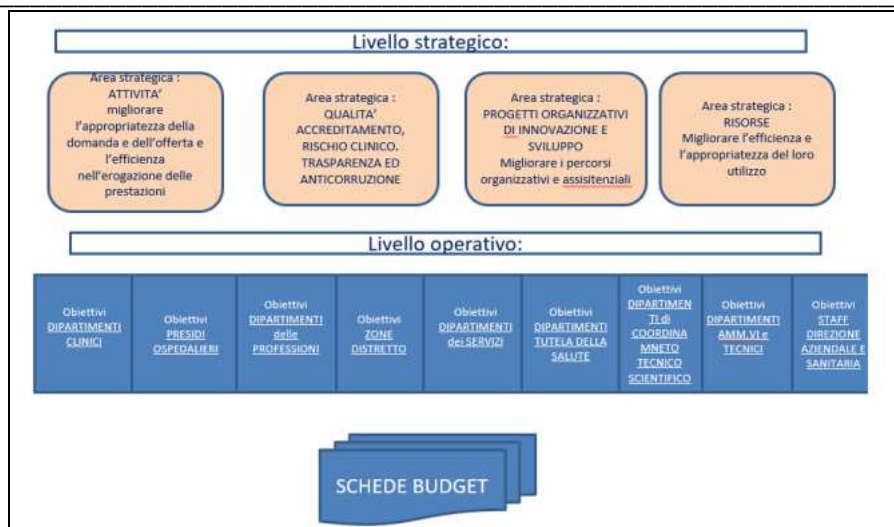 Livello strategico:
Area strategica :
ATTIVITA'
migliorare
l'appropriatezza della
domanda e dell'offerta e
l'efficienza
nell'erogazione delle
prestazioni
Area strategica :
QUALITA'
ACCREDITAMENTO,
RISCHIO CLINICO.
TRASPARENZA ED
ANTICORRUZIONE
Area strategica :
PROGETTI ORGANIZZATIVI
DI INNOVAZIONE E
SVILUPPO
Migliorare i percorsi
organizzativi e assisitenziali
Area strategica :
RISORSE
Migliorare l'efficienza e
l'appropriatezza del loro
utilizzo
Livello operativo:
Obiettivi
DIPARTIMENTI
CLINICI
Obiettivi
PRESIDI
OSPEDALIERI
Obiettivi
DIPARTIMENTI
delle
PROFESSIONI
Obiettivi
ZONE
DISTRETTO
Obiettivi
DIPARTIMENTI
dei SERVIZI
Obiettivi
DIPARTIMENTI
TUTELA DELLA
SALUTE
Obiettivi
DIPARTIMEN
TI di
COORDINA
MNETO
TECNICO
SCIENTIFICO
Obiettivi
DIPARTIMENTI
AMM.VI e
TECNICI
Obiettivi
STAFF
DIREZIONE
AZIENDALE E
SANITARIA
SCHEDE BUDGET